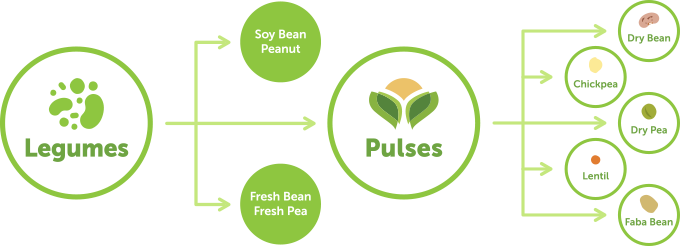 Legumes
Soy Bean
Peanut
Fresh Bean
Fresh Pea
Pulses
Dry Bean
Chickpea
Dry Pea
Lentil
Faba Bean